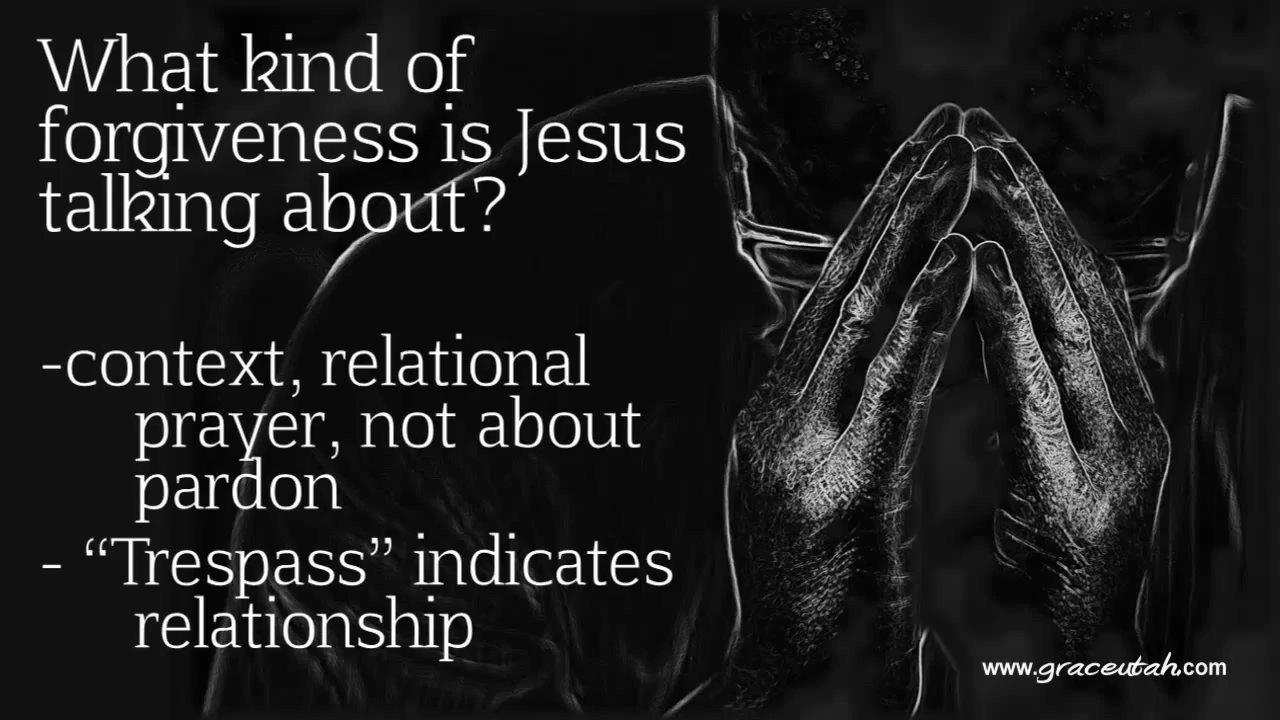 What kind of
forgiveness is Jesus
talking about?
-context, relational
prayer, not about
pardon
- “Trespass” indicates
relationship
www.graceutah.com